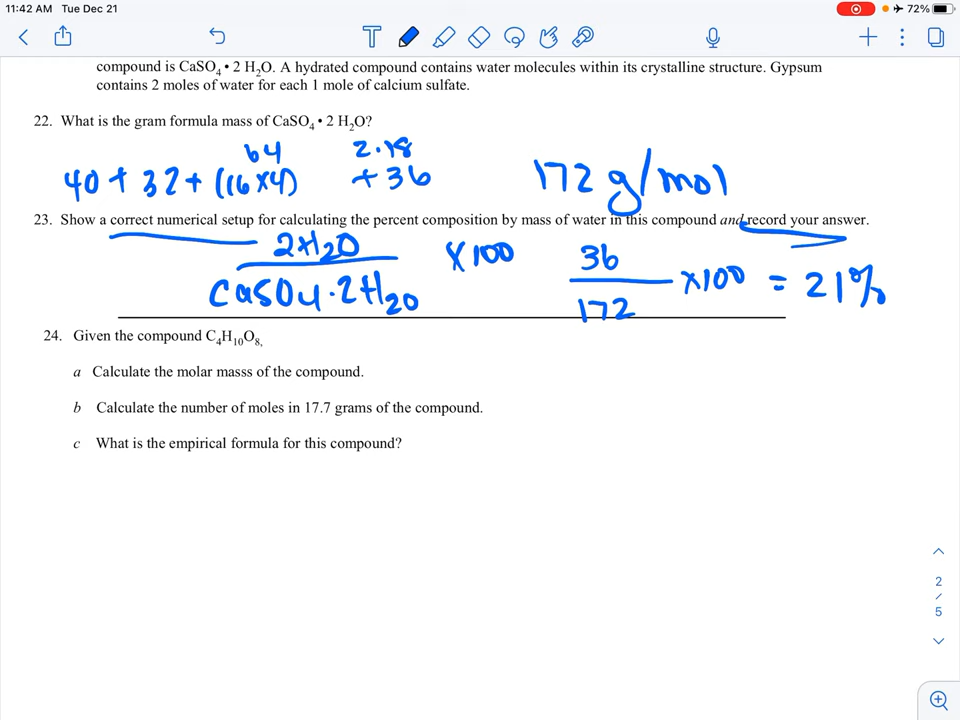 11:42 AM Tue Dec 21
72%
compound is CaSO₄ • 2 H₂O. A hydrated compound contains water molecules within its crystalline structure. Gypsum
contains 2 moles of water for each 1 mole of calcium sulfate.
22. What is the gram formula mass of CaSO₄ • 2 H₂O?
64 2·18
40 + 32 + (16×4) + 36 172 g/mol
23. Show a correct numerical setup for calculating the percent composition by mass of water in this compound and record your answer.
2H₂O ×100 36
CaSO₄·2H₂O 172 ×100 = 21%
24. Given the compound C₄H₁₀O₈,
a Calculate the molar masss of the compound.
b Calculate the number of moles in 17.7 grams of the compound.
c What is the empirical formula for this compound?
2
/
5
T